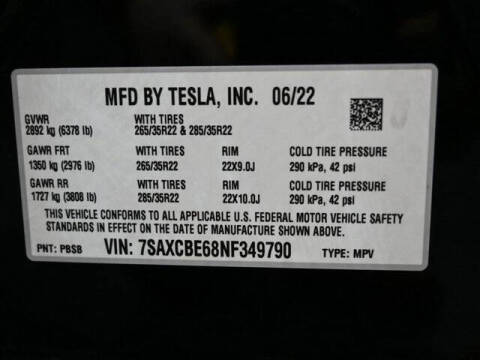 MFD BY TESLA, INC. 06/22
GVWR WITH TIRES
2892 kg (6378 lb) 265/35R22 & 285/35R22
GAWR FRT WITH TIRES RIM COLD TIRE PRESSURE
1350 kg (2976 lb) 265/35R22 22X9.0J 290 kPa, 42 psi
GAWR RR WITH TIRES RIM COLD TIRE PRESSURE
1727 kg (3808 lb) 285/35R22 22X10.0J 290 kPa, 42 psi
THIS VEHICLE CONFORMS TO ALL APPLICABLE U.S. FEDERAL MOTOR VEHICLE SAFETY
STANDARDS IN EFFECT ON THE DATE OF MANUFACTURE SHOWN ABOVE.
PNT: PBSB VIN: 7SAXCBE68NF349790 TYPE: MPV